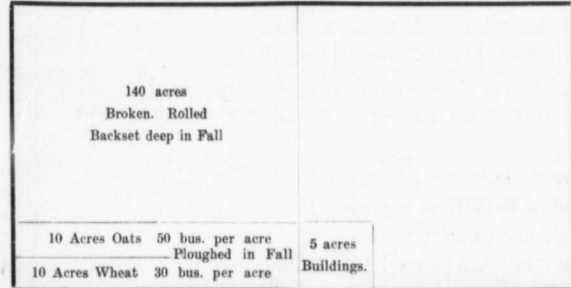 140 acres
Broken. Rolled
Backset deep in Fall
10 Acres Oats 50 bus. per acre
Ploughed in Fall
10 Acres Wheat 30 bus. per acre
5 acres
Buildings.